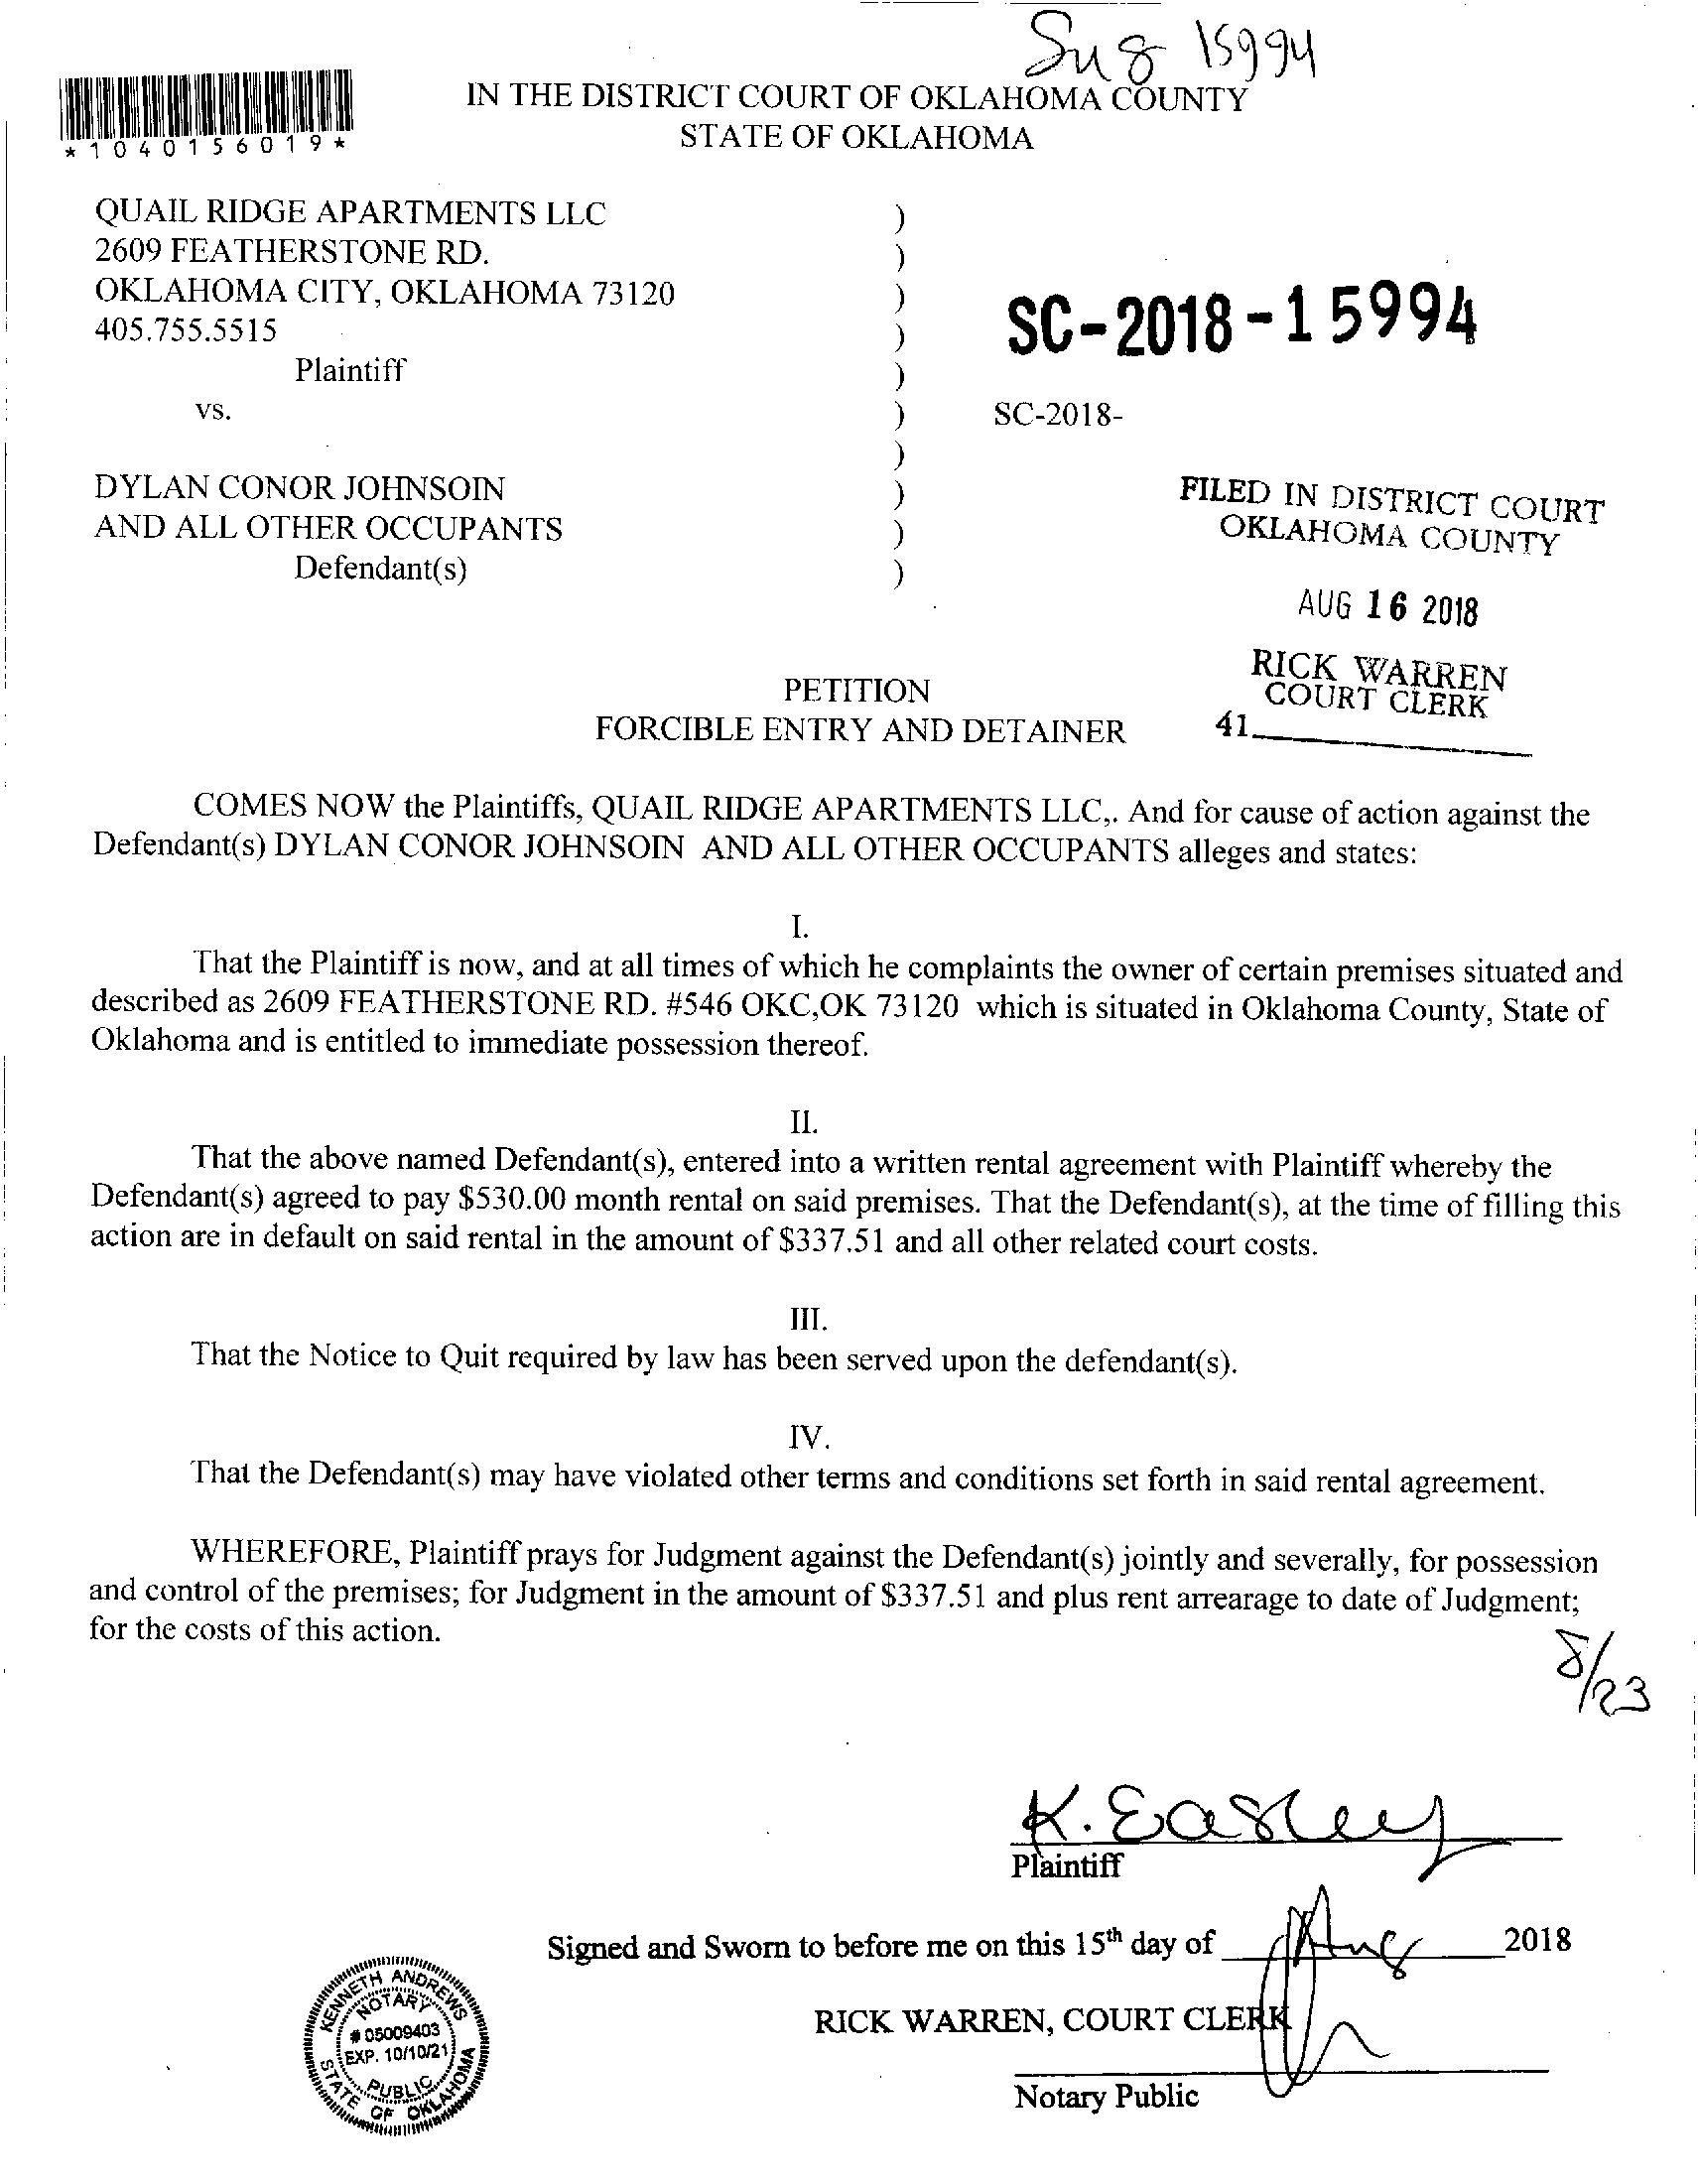 Sug 15994
IN THE DISTRICT COURT OF OKLAHOMA COUNTY
STATE OF OKLAHOMA
*1040156019*
QUAIL RIDGE APARTMENTS LLC )
2609 FEATHERSTONE RD. )
OKLAHOMA CITY, OKLAHOMA 73120 )
405.755.5515 )
Plaintiff )
SC-2018-15994
vs. ) SC-2018-
)
DYLAN CONOR JOHNSOIN )
AND ALL OTHER OCCUPANTS )
Defendant(s) )
FILED IN DISTRICT COURT
OKLAHOMA COUNTY
AUG 16 2018
RICK WARREN
COURT CLERK
41
PETITION
FORCIBLE ENTRY AND DETAINER
COMES NOW the Plaintiffs, QUAIL RIDGE APARTMENTS LLC,. And for cause of action against the
Defendant(s) DYLAN CONOR JOHNSOIN AND ALL OTHER OCCUPANTS alleges and states:
I.
That the Plaintiff is now, and at all times of which he complaints the owner of certain premises situated and
described as 2609 FEATHERSTONE RD. #546 OKC,OK 73120 which is situated in Oklahoma County, State of
Oklahoma and is entitled to immediate possession thereof.
II.
That the above named Defendant(s), entered into a written rental agreement with Plaintiff whereby the
Defendant(s) agreed to pay $530.00 month rental on said premises. That the Defendant(s), at the time of filling this
action are in default on said rental in the amount of $337.51 and all other related court costs.
III.
That the Notice to Quit required by law has been served upon the defendant(s).
IV.
That the Defendant(s) may have violated other terms and conditions set forth in said rental agreement.
WHEREFORE, Plaintiff prays for Judgment against the Defendant(s) jointly and severally, for possession
and control of the premises; for Judgment in the amount of $337.51 and plus rent arrearage to date of Judgment;
for the costs of this action.
8/23
K. Easley
Plaintiff
Signed and Sworn to before me on this 15th day of Aug 2018
RICK WARREN, COURT CLERK
Notary Public
KENNETH ANDREWS
NOTARY
# 05009403
EXP. 10/10/21
PUBLIC
STATE OF OKLAHOMA